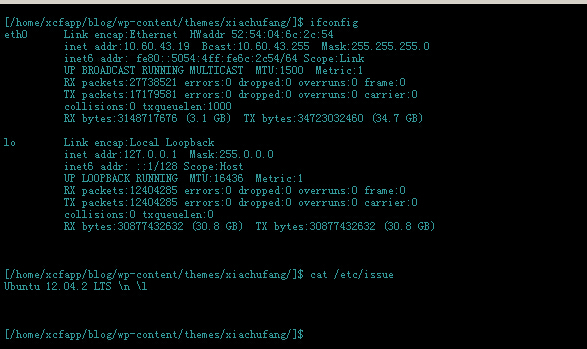 [/home/xcfapp/blog/wp-content/themes/xiachufang/]$ ifconfig
eth0 Link encap:Ethernet HWaddr 52:54:04:6c:2c:54
inet addr:10.60.43.19 Bcast:10.60.43.255 Mask:255.255.255.0
inet6 addr: fe80::5054:4ff:fe6c:2c54/64 Scope:Link
UP BROADCAST RUNNING MULTICAST MTU:1500 Metric:1
RX packets:27738521 errors:0 dropped:0 overruns:0 frame:0
TX packets:17179581 errors:0 dropped:0 overruns:0 carrier:0
collisions:0 txqueuelen:1000
RX bytes:3148717676 (3.1 GB) TX bytes:34723032460 (34.7 GB)
lo Link encap:Local Loopback
inet addr:127.0.0.1 Mask:255.0.0.0
inet6 addr: ::1/128 Scope:Host
UP LOOPBACK RUNNING MTU:16436 Metric:1
RX packets:12404285 errors:0 dropped:0 overruns:0 frame:0
TX packets:12404285 errors:0 dropped:0 overruns:0 carrier:0
collisions:0 txqueuelen:0
RX bytes:30877432632 (30.8 GB) TX bytes:30877432632 (30.8 GB)
[/home/xcfapp/blog/wp-content/themes/xiachufang/]$ cat /etc/issue
Ubuntu 12.04.2 LTS \n \l
[/home/xcfapp/blog/wp-content/themes/xiachufang/]$